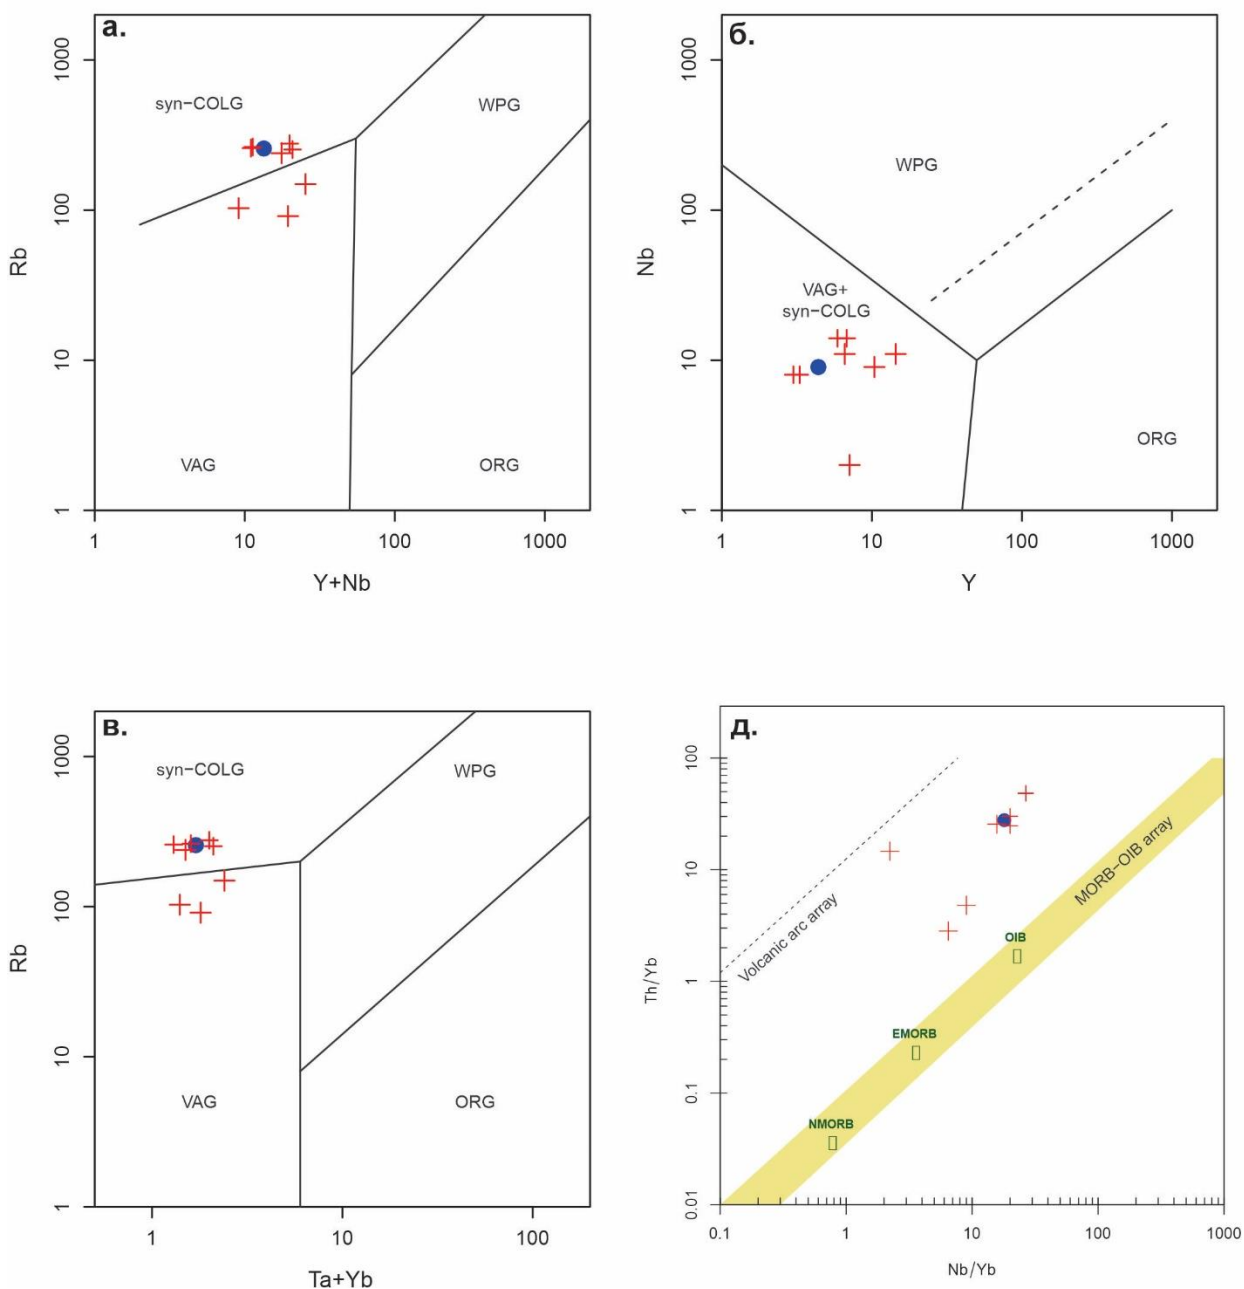 а.
syn−COLG
WPG
VAG
ORG
1000
100
10
1
Rb
1
10
100
1000
Y+Nb
б.
WPG
VAG+
syn−COLG
ORG
1000
100
10
1
Nb
1
10
100
1000
Y
в.
syn−COLG
WPG
VAG
ORG
1000
100
10
1
Rb
1
10
100
Ta+Yb
д.
Volcanic arc array
MORB−OIB array
OIB
EMORB
NMORB
100
10
1
0.1
0.01
Th/Yb
0.1
1
10
100
1000
Nb/Yb